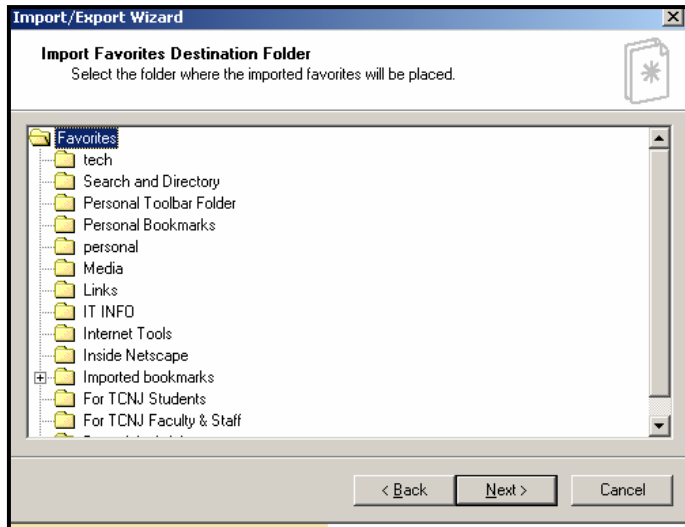 Import/Export Wizard
Import Favorites Destination Folder
Select the folder where the imported favorites will be placed.
Favorites
tech
Search and Directory
Personal Toolbar Folder
Personal Bookmarks
personal
Media
Links
IT INFO
Internet Tools
Inside Netscape
Imported bookmarks
For TCNJ Students
For TCNJ Faculty & Staff
< Back Next > Cancel